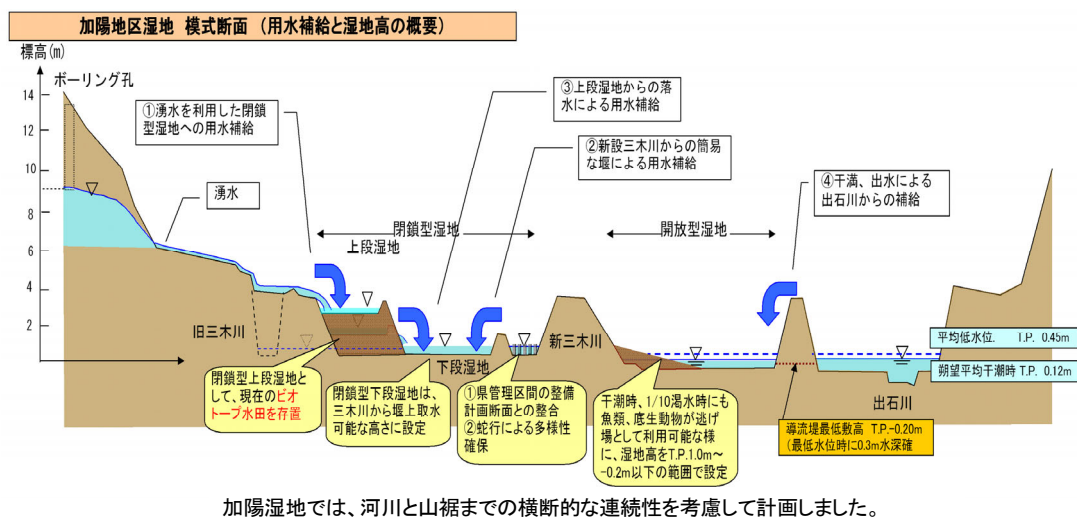 加陽地区湿地 模式断面 （用水補給と湿地高の概要）
標高(m)
ボーリング孔
14
12
10
8
6
4
2
①湧水を利用した閉鎖
型湿地への用水補給
湧水
③上段湿地からの落
水による用水補給
②新設三木川からの簡易
な堰による用水補給
④干満、出水による
出石川からの補給
閉鎖型湿地
上段湿地
開放型湿地
旧三木川
下段湿地
新三木川
出石川
平均低水位. T.P. 0.45m
朔望平均干潮時 T.P. 0.12m
閉鎖型上段湿地と
して、現在のビオ
トープ水田を存置
閉鎖型下段湿地は、
三木川から堰上取水
可能な高さに設定
①県管理区間の整備
計画断面との整合
②蛇行による多様性
確保
干潮時、1/10渇水時にも
魚類、底生動物が逃げ
場として利用可能な様
に、湿地高をT.P.1.0m～
-0.2m以下の範囲で設定
導流堤最低敷高 T.P.-0.20m
（最低水位時に0.3m水深確
加陽湿地では、河川と山裾までの横断的な連続性を考慮して計画しました。